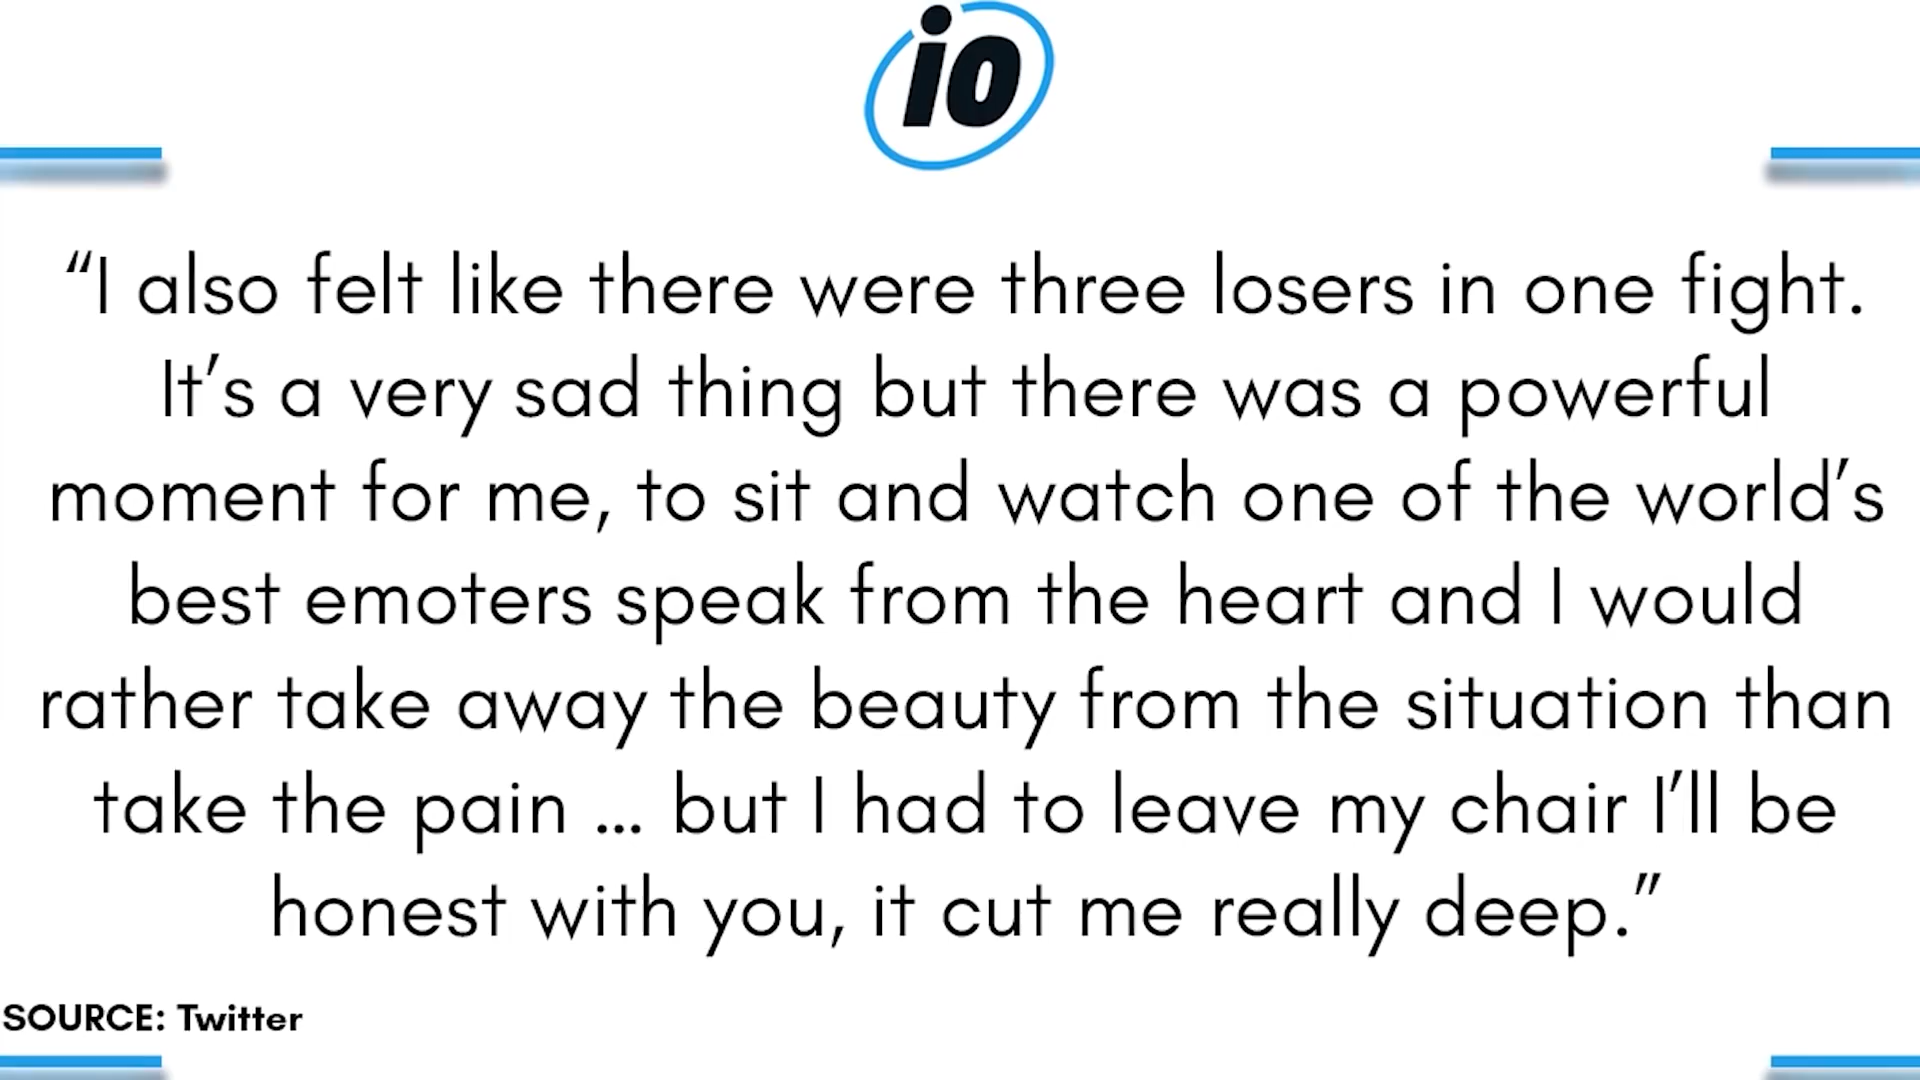 io
“I also felt like there were three losers in one fight.
It’s a very sad thing but there was a powerful
moment for me, to sit and watch one of the world’s
best emoters speak from the heart and I would
rather take away the beauty from the situation than
take the pain ... but I had to leave my chair I’ll be
honest with you, it cut me really deep.”
SOURCE: Twitter